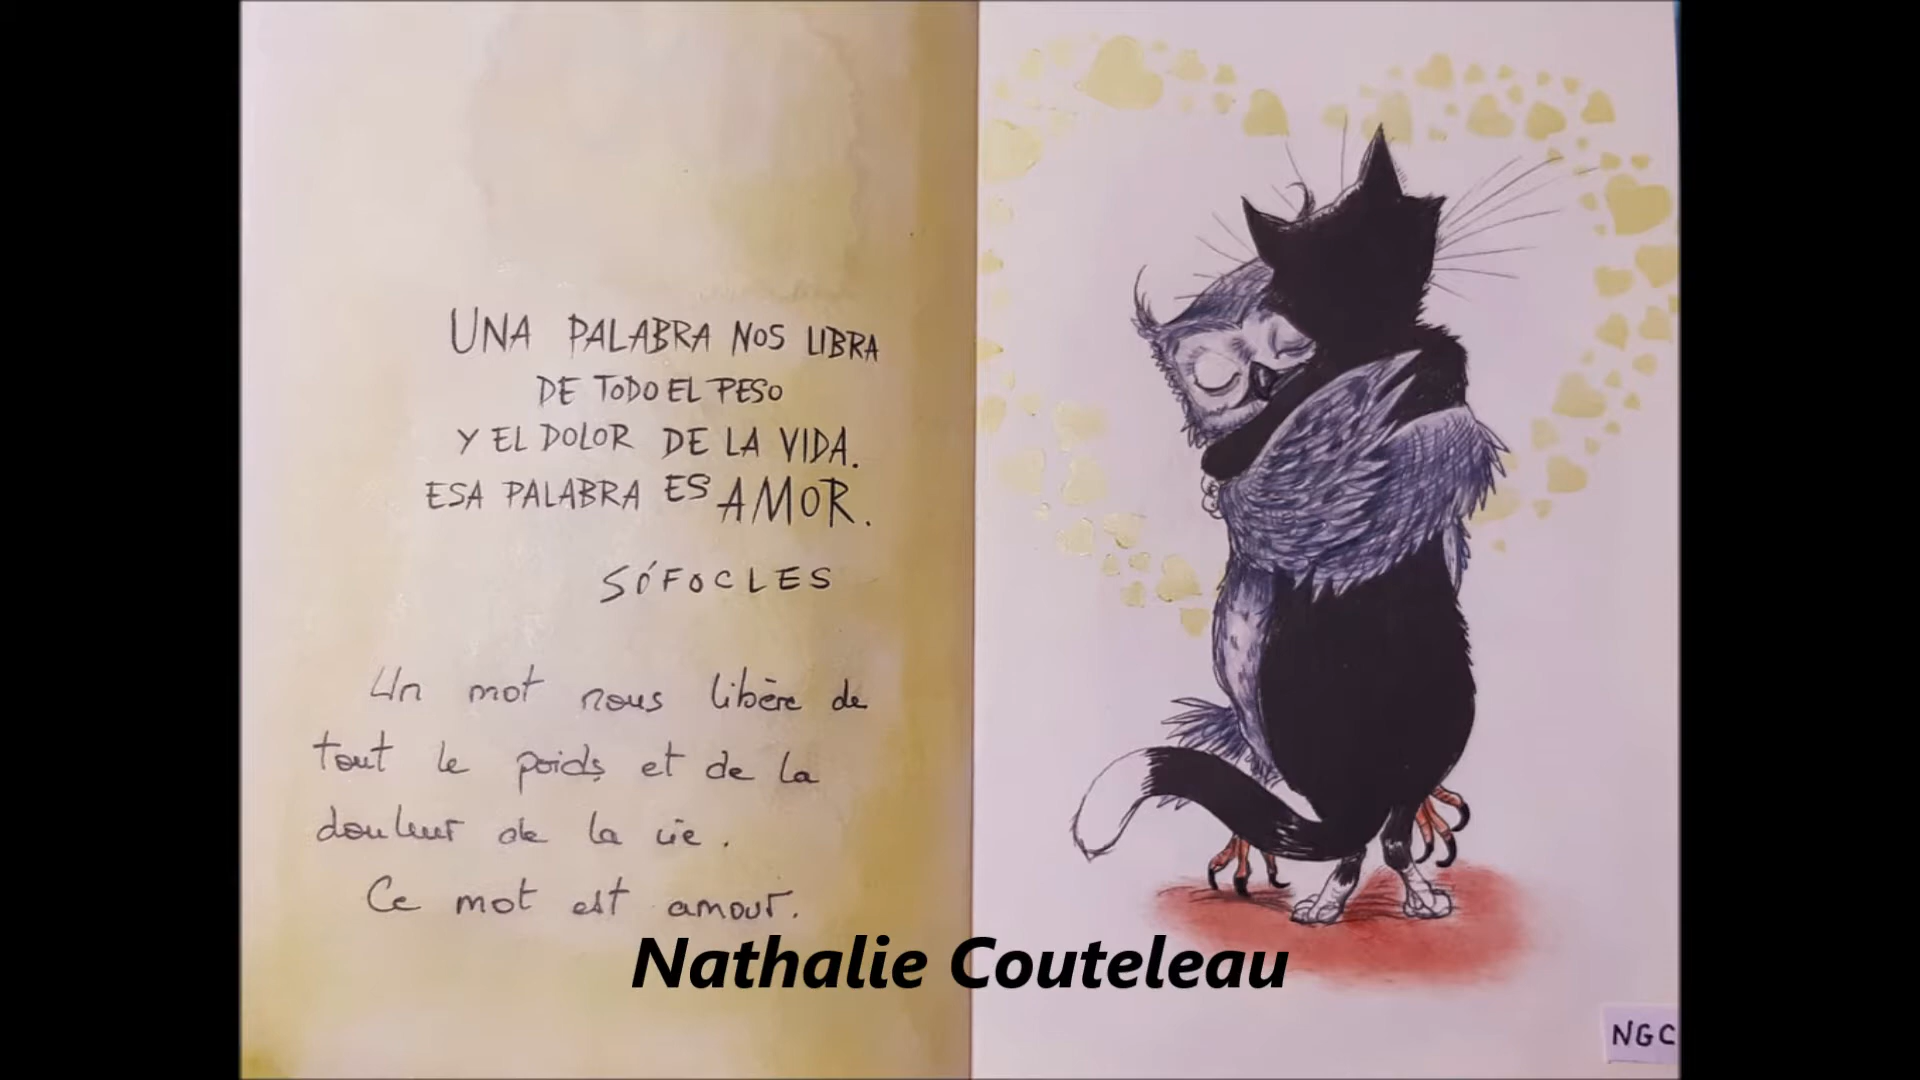 UNA PALABRA NOS LIBRA
DE TODO EL PESO
Y EL DOLOR DE LA VIDA.
ESA PALABRA ES AMOR.
SÓFOCLES
Un mot nous libère de
tout le poids et de la
douleur de la vie.
Ce mot est amour.
Nathalie Couteleau
NGC